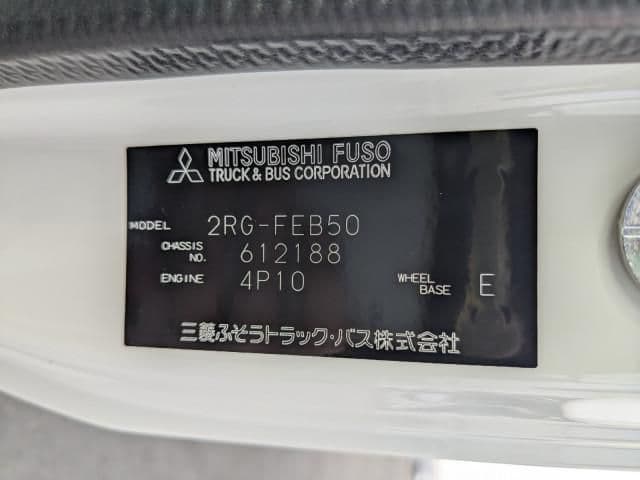 MITSUBISHI FUSO
TRUCK & BUS CORPORATION
MODEL 2RG-FEB50
CHASSIS NO. 612188
ENGINE 4P10 WHEEL BASE E
三菱ふそうトラック・バス株式会社